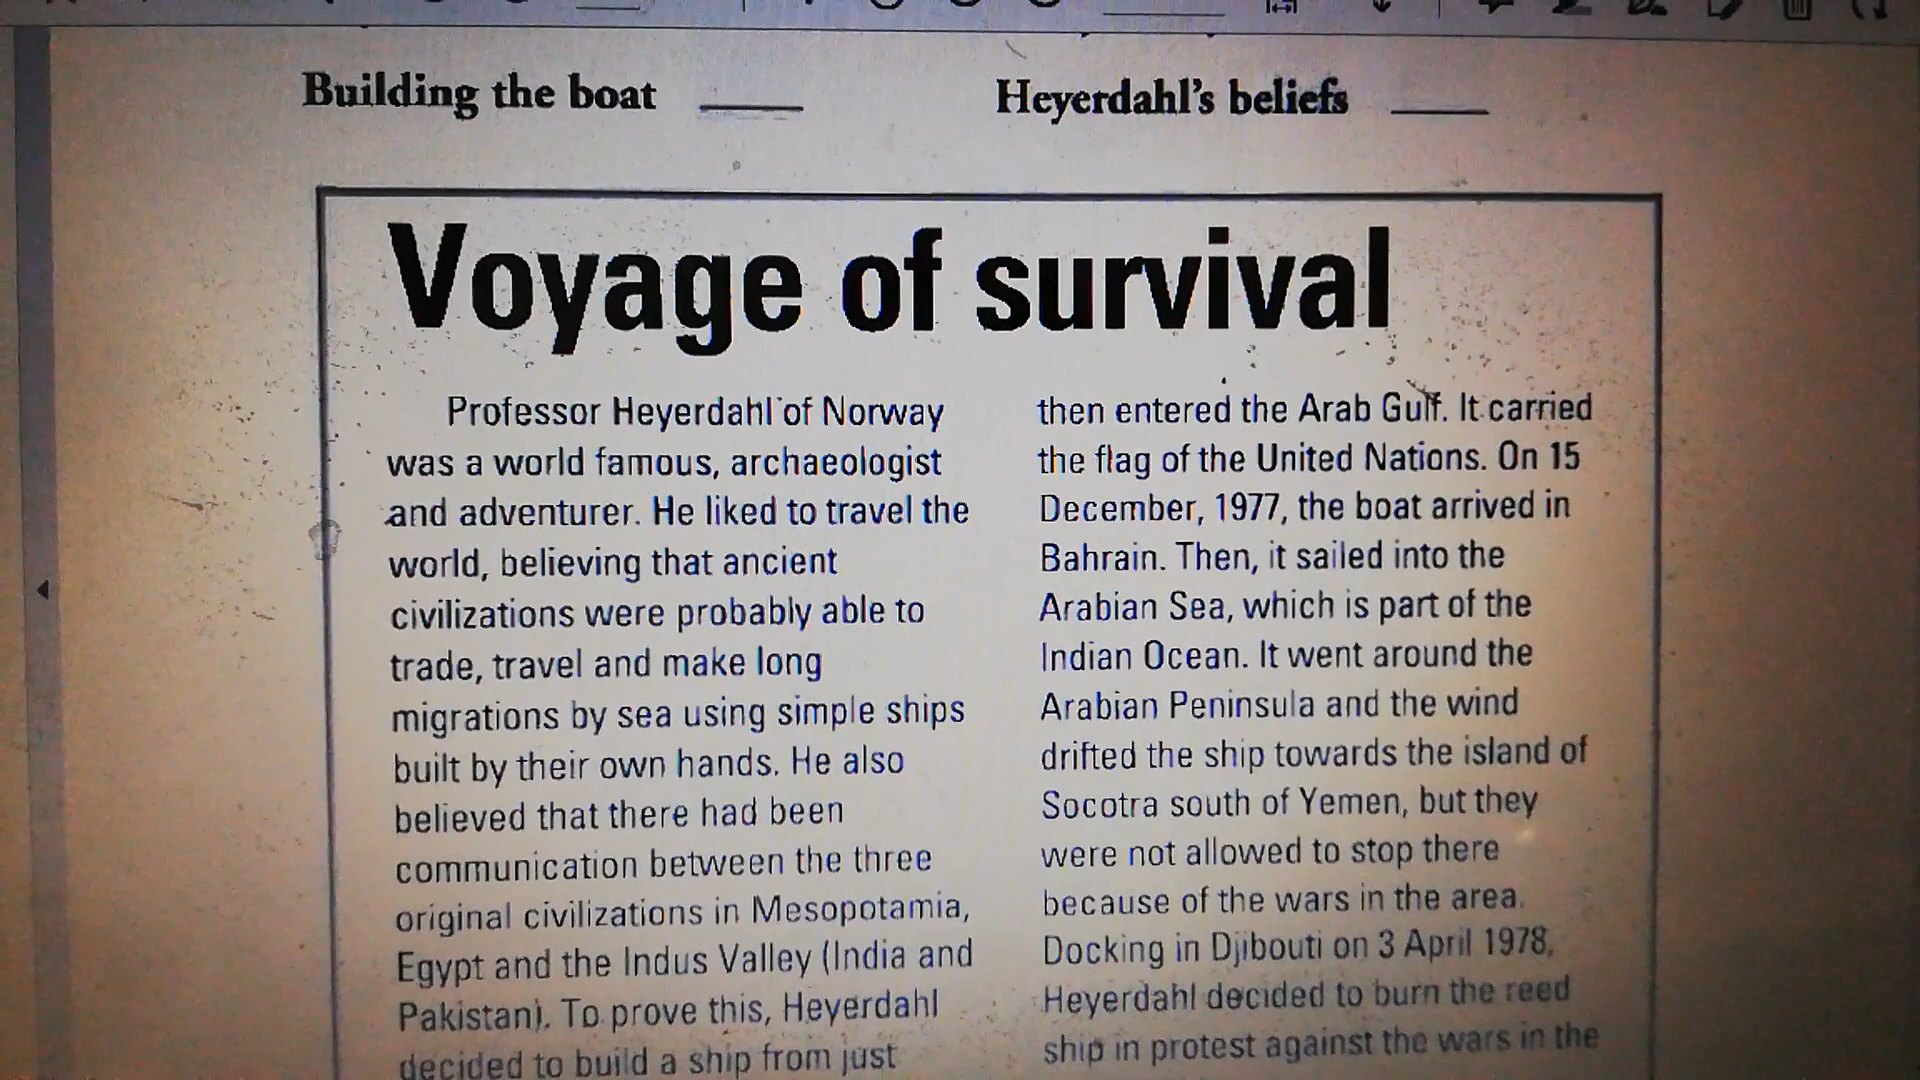 Building the boat ____ Heyerdahl's beliefs ____
Voyage of survival
Professor Heyerdahl of Norway
was a world famous, archaeologist
and adventurer. He liked to travel the
world, believing that ancient
civilizations were probably able to
trade, travel and make long
migrations by sea using simple ships
built by their own hands. He also
believed that there had been
communication between the three
original civilizations in Mesopotamia,
Egypt and the Indus Valley (India and
Pakistan). To prove this, Heyerdahl
decided to build a ship from just
then entered the Arab Gulf. It carried
the flag of the United Nations. On 15
December, 1977, the boat arrived in
Bahrain. Then, it sailed into the
Arabian Sea, which is part of the
Indian Ocean. It went around the
Arabian Peninsula and the wind
drifted the ship towards the island of
Socotra south of Yemen, but they
were not allowed to stop there
because of the wars in the area.
Docking in Djibouti on 3 April 1978,
Heyerdahl decided to burn the reed
ship in protest against the wars in the